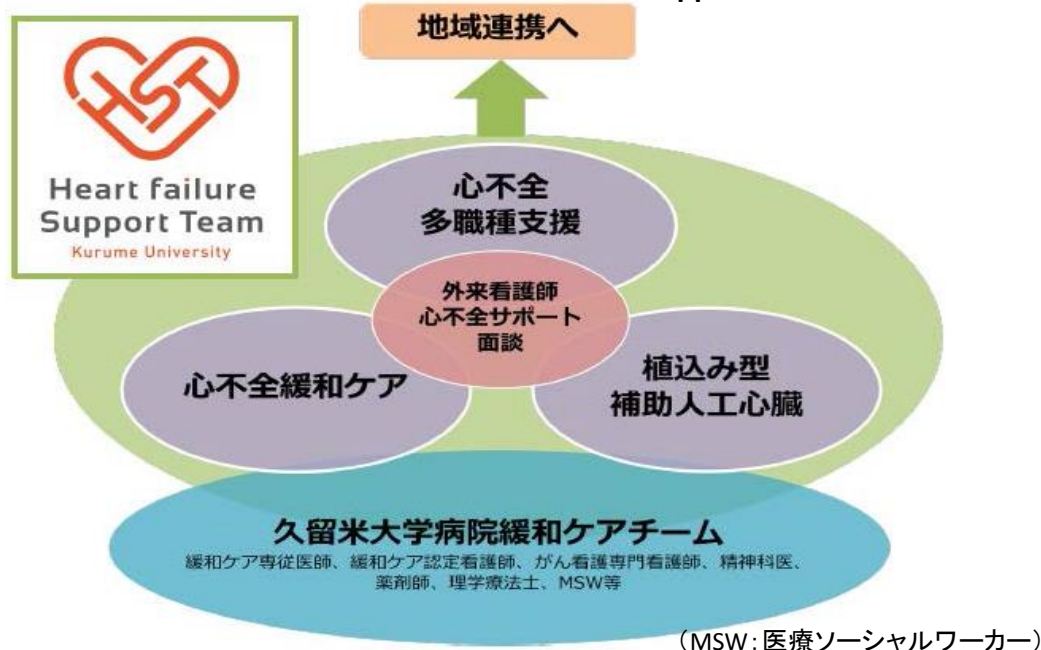 地域連携へ
HST
Heart failure
Support Team
Kurume University
心不全
多職種支援
外来看護師
心不全サポート
面談
心不全緩和ケア
植込み型
補助人工心臓
久留米大学病院緩和ケアチーム
緩和ケア専従医師、緩和ケア認定看護師、がん看護専門看護師、精神科医、
薬剤師、理学療法士、MSW等
（MSW：医療ソーシャルワーカー）